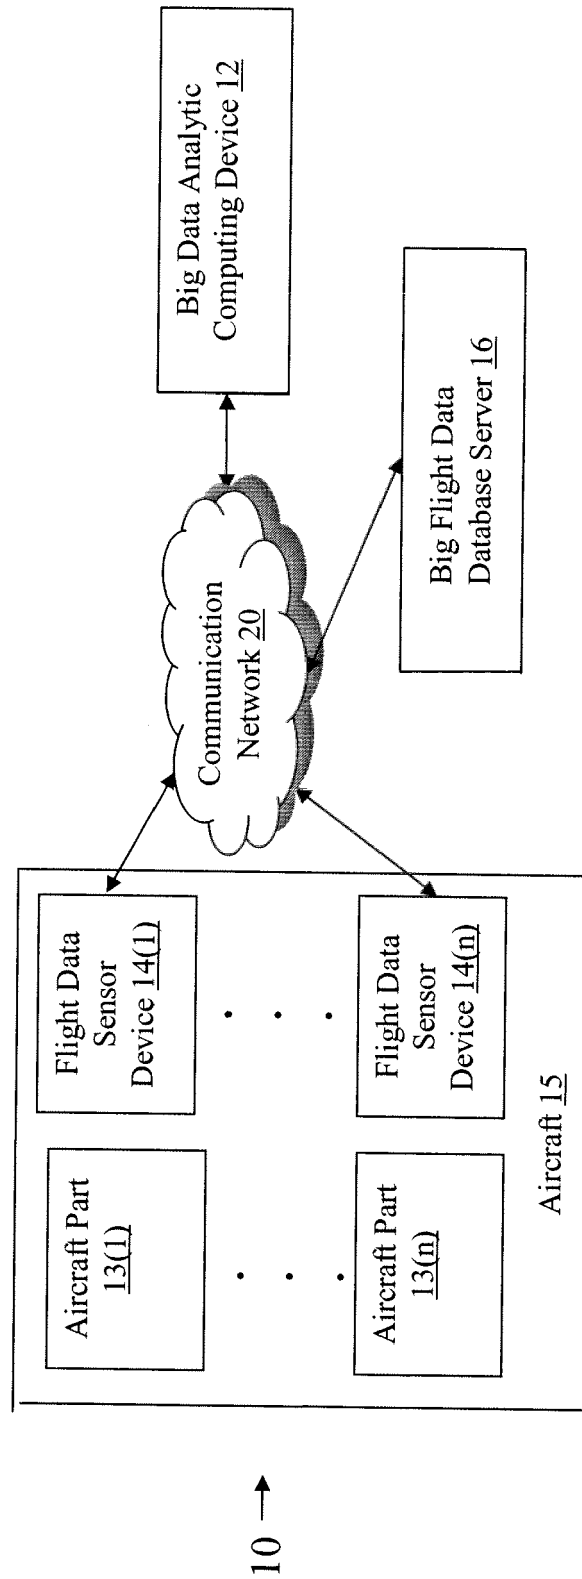 10
Aircraft Part
13(1)
Flight Data
Sensor
Device 14(1)
Aircraft Part
13(n)
Flight Data
Sensor
Device 14(n)
Aircraft 15
Communication
Network 20
Big Data Analytic
Computing Device 12
Big Flight Data
Database Server 16